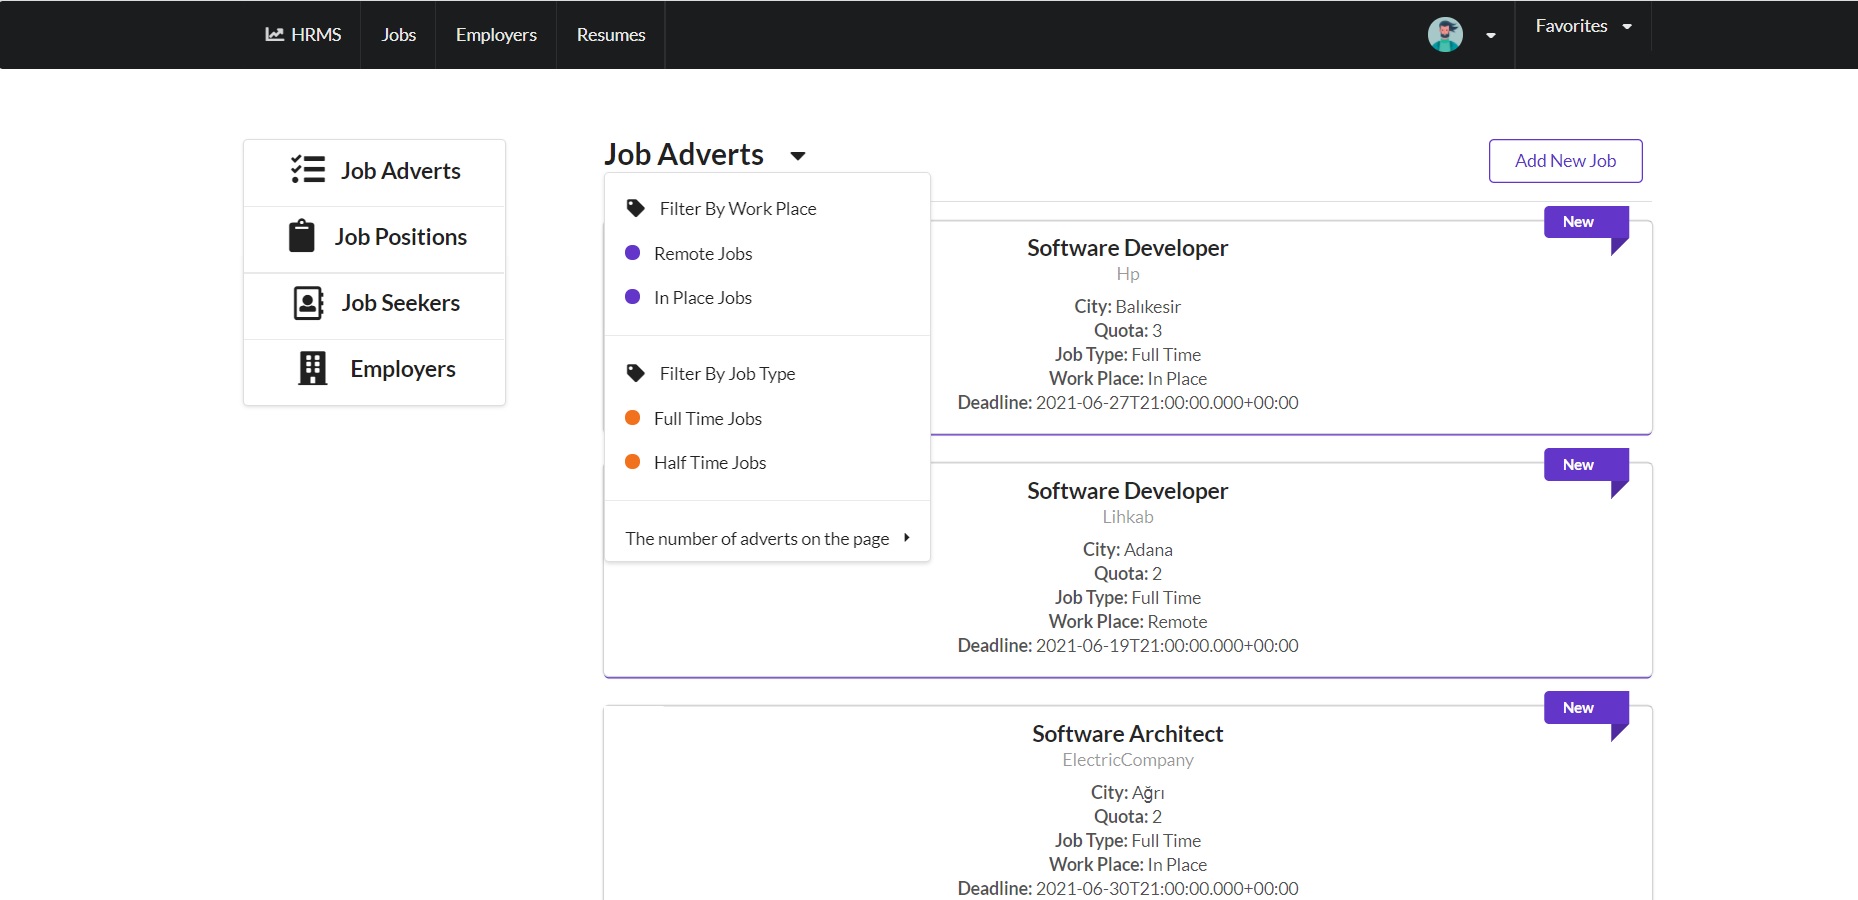 HRMS
Jobs
Employers
Resumes
Favorites
Job Adverts
Job Positions
Job Seekers
Employers
Job Adverts
Add New Job
Filter By Work Place
Remote Jobs
In Place Jobs
Filter By Job Type
Full Time Jobs
Half Time Jobs
The number of adverts on the page
New
Software Developer
Hp
City: Balıkesir
Quota: 3
Job Type: Full Time
Work Place: In Place
Deadline: 2021-06-27T21:00:00.000+00:00
New
Software Developer
Lihkab
City: Adana
Quota: 2
Job Type: Full Time
Work Place: Remote
Deadline: 2021-06-19T21:00:00.000+00:00
New
Software Architect
ElectricCompany
City: Ağrı
Quota: 2
Job Type: Full Time
Work Place: In Place
Deadline: 2021-06-30T21:00:00.000+00:00